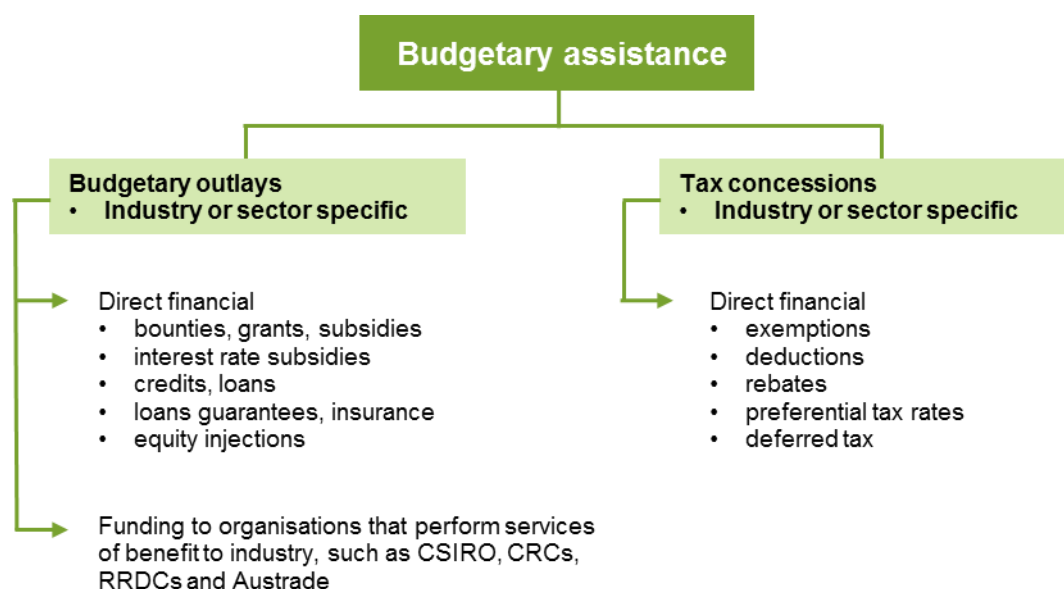 Budgetary assistance
Budgetary outlays
• Industry or sector specific
Tax concessions
• Industry or sector specific
Direct financial
• bounties, grants, subsidies
• interest rate subsidies
• credits, loans
• loans guarantees, insurance
• equity injections
Funding to organisations that perform services
of benefit to industry, such as CSIRO, CRCs,
RRDCs and Austrade
Direct financial
• exemptions
• deductions
• rebates
• preferential tax rates
• deferred tax